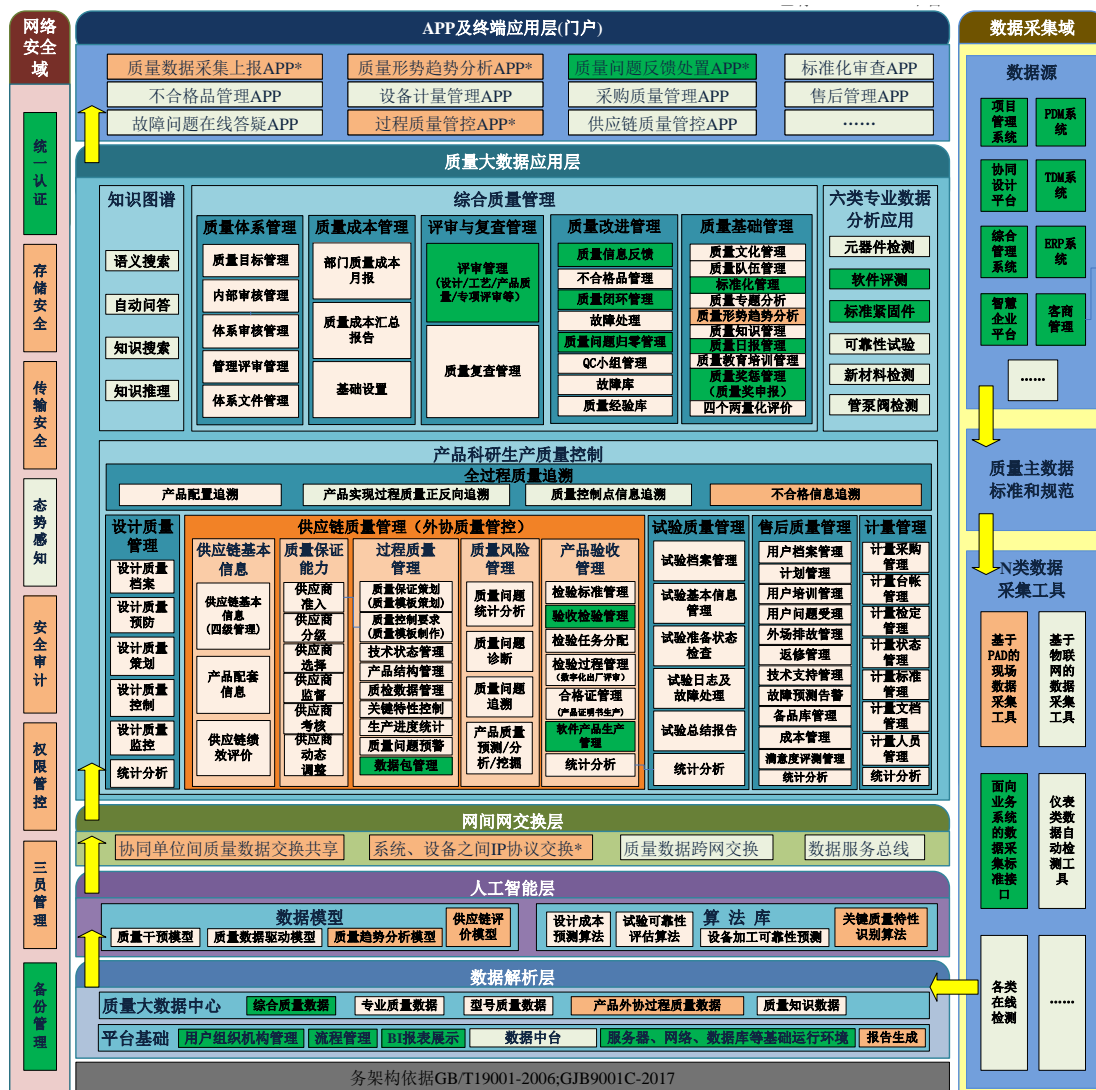 网络
安全
域
统
一
认
证
存
储
安
全
传
输
安
全
态
势
感
知
安
全
审
计
权
限
管
控
三
员
管
理
备
份
管
理
APP及终端应用层(门户)
质量数据采集上报APP*
质量形势趋势分析APP*
质量问题反馈处置APP*
标准化审查APP
不合格品管理APP
设备计量管理APP
采购质量管理APP
售后管理APP
故障问题在线答疑APP
过程质量管控APP*
供应链质量管控APP
……
质量大数据应用层
知识图谱
语义搜索
自动问答
知识搜索
知识推理
综合质量管理
质量体系管理
质量目标管理
内部审核管理
体系审核管理
管理评审管理
体系文件管理
质量成本管理
部门质量成本
月报
质量成本汇总
报告
基础设置
评审与复查管理
评审管理
(设计/工艺/产品质
量/专项评审等)
质量复查管理
质量改进管理
质量信息反馈
不合格品管理
质量闭环管理
故障处理
质量问题归零管理
QC小组管理
故障库
质量经验库
质量基础管理
质量文化管理
质量队伍管理
标准化管理
质量专题分析
质量形势趋势分析
质量知识管理
质量日报管理
质量教育培训管理
质量奖惩管理
(质量奖申报)
四个两量化评价
六类专业数据
分析应用
元器件检测
软件评测
标准紧固件
可靠性试验
新材料检测
管泵阀检测
产品科研生产质量控制
全过程质量追溯
产品配置追溯
产品实现过程质量正反向追溯
质量控制点信息追溯
不合格信息追溯
设计质量
管理
设计质量
档案
设计质量
预防
设计质量
策划
设计质量
控制
设计质量
监控
统计分析
供应链质量管理（外协质量管控）
供应链基本
信息
供应链基本
信息
(四级管理)
产品配套
信息
供应链绩
效评价
质量保证
能力
供应商
准入
供应商
分级
供应商
选择
供应商
监督
供应商
考核
供应商
动态
调整
过程质量
管理
质量保证策划
(质量模板策划)
质量控制要求
(质量模板制作)
技术状态管理
产品结构管理
质检数据管理
关键特性控制
生产进度统计
质量问题预警
数据包管理
质量风险
管理
质量问题
统计分析
质量问题
诊断
质量问题
追溯
产品质量
预测/分
析/挖掘
产品验收
管理
检验标准管理
验收检验管理
检验任务分配
检验过程管理
(数字化出厂评审)
合格证管理
(产品证明书生产)
软件产品生产
管理
统计分析
试验质量管理
试验档案管理
试验基本信息
管理
试验准备状态
检查
试验日志及
故障处理
试验总结报告
统计分析
售后质量管理
用户档案管理
计划管理
用户培训管理
用户问题受理
外场排故管理
返修管理
技术支持管理
故障预测告警
备品库管理
成本管理
满意度评测管理
统计分析
计量管理
计量采购
管理
计量台帐
管理
计量检定
管理
计量状态
管理
计量标准
管理
计量文档
管理
计量人员
管理
统计分析
网间网交换层
协同单位间质量数据交换共享
系统、设备之间IP协议交换*
质量数据跨网交换
数据服务总线
人工智能层
数据模型
质量干预模型
质量数据驱动模型
质量趋势分析模型
供应链评
价模型
算 法 库
设计成本
预测算法
试验可靠性
评估算法
设备加工可靠性预测
关键质量特性
识别算法
数据解析层
质量大数据中心
综合质量数据
专业质量数据
型号质量数据
产品外协过程质量数据
质量知识数据
平台基础
用户组织机构管理
流程管理
BI报表展示
数据中台
服务器、网络、数据库等基础运行环境
报告生成
务架构依据GB/T19001-2006;GJB9001C-2017
数据采集域
数据源
项目
管理
系统
PDM系
统
协同
设计
平台
TDM系
统
综合
管理
系统
ERP系
统
智慧
企业
平台
客商
管理
……
质量主数据
标准和规范
N类数据
采集工具
基于
PAD的
现场
数据
采集
工具
基于
物联
网的
数据
采集
工具
面向
业务
系统
的数
据采
集标
准接
口
仪表
类数
据自
动检
测工
具
各类
在线
检测
……